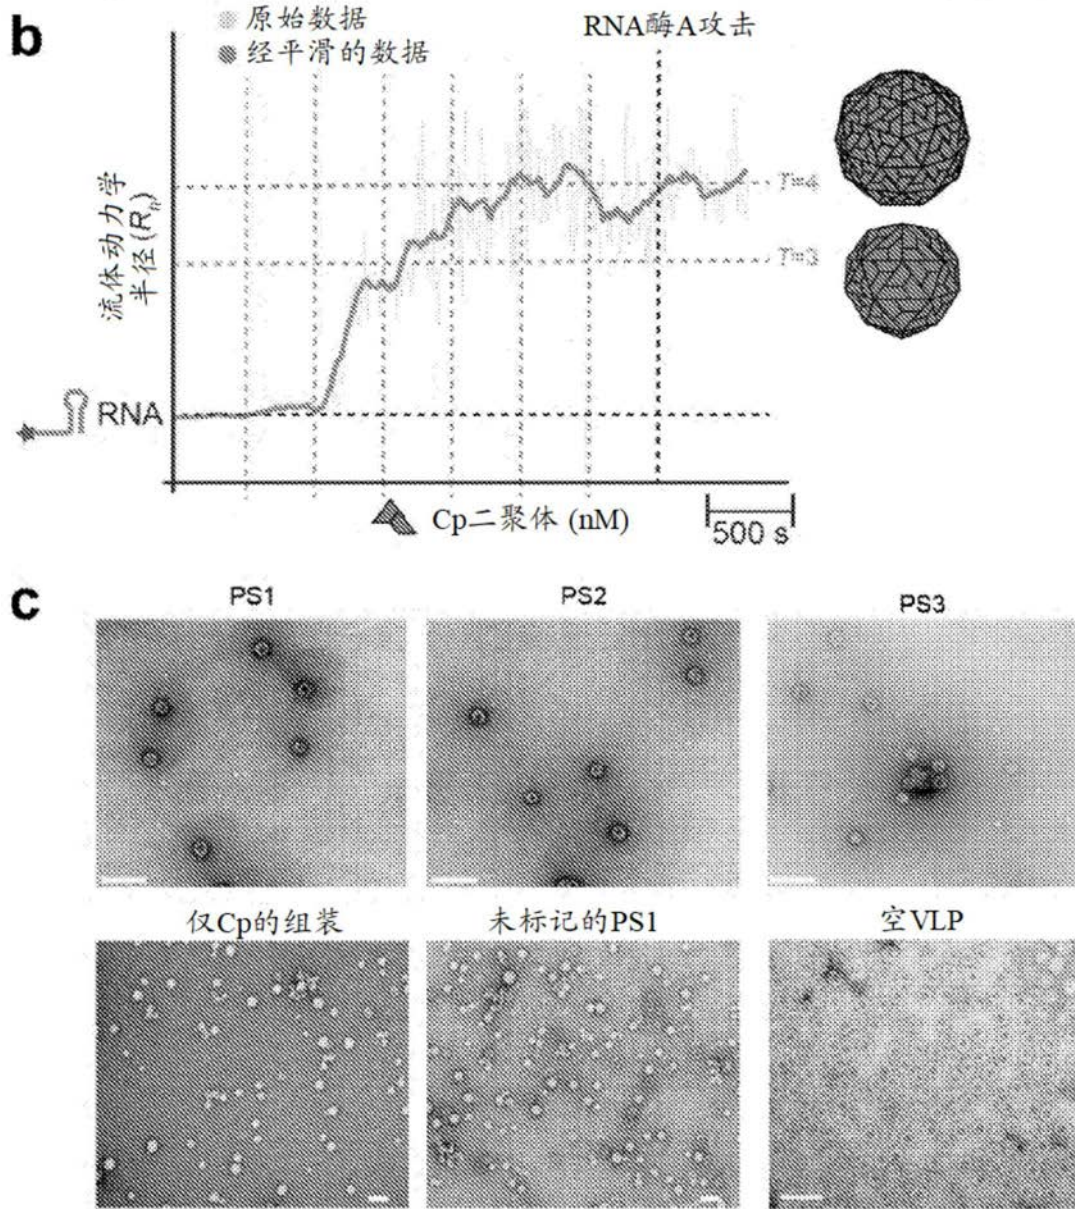 b
原始数据
经平滑的数据
RNA酶A攻击
流体动力学
半径 (Rh)
T=4
T=3
RNA
Cp二聚体 (nM)
500 s
c
PS1
PS2
PS3
仅Cp的组装
未标记的PS1
空VLP